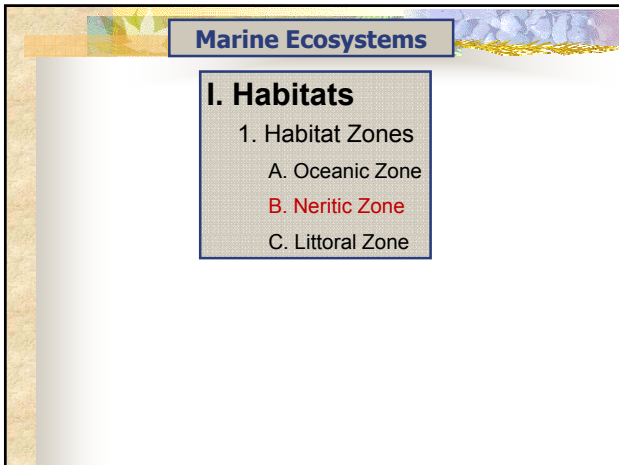 Marine Ecosystems
I. Habitats
1. Habitat Zones
A. Oceanic Zone
B. Neritic Zone
C. Littoral Zone